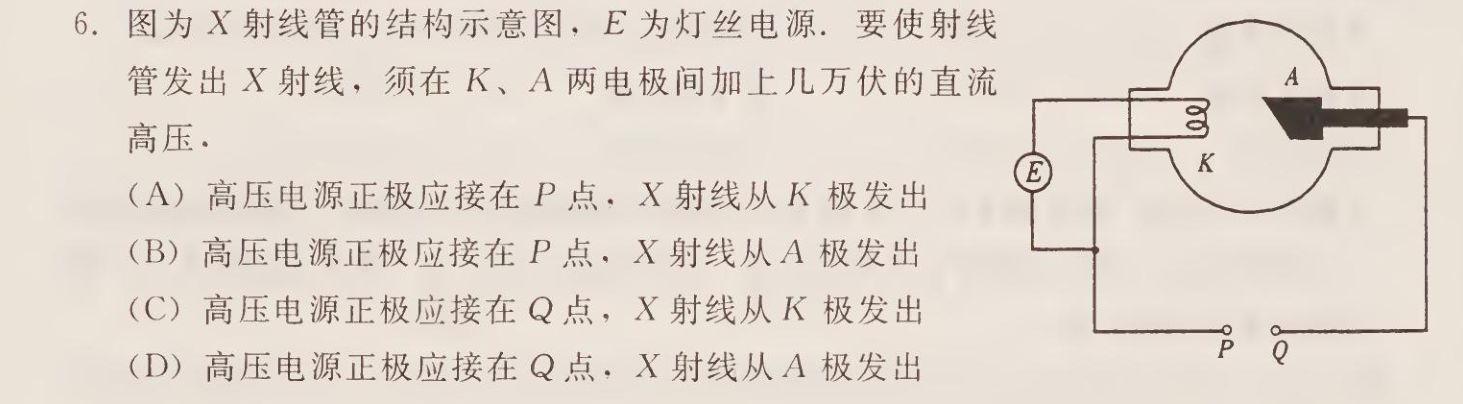 6. 图为 X 射线管的结构示意图，E 为灯丝电源．要使射线
管发出 X 射线，须在 K、A 两电极间加上几万伏的直流
高压．
(A) 高压电源正极应接在 P 点，X 射线从 K 极发出
(B) 高压电源正极应接在 P 点，X 射线从 A 极发出
(C) 高压电源正极应接在 Q 点，X 射线从 K 极发出
(D) 高压电源正极应接在 Q 点．X 射线从 A 极发出
A
K
E
P
Q